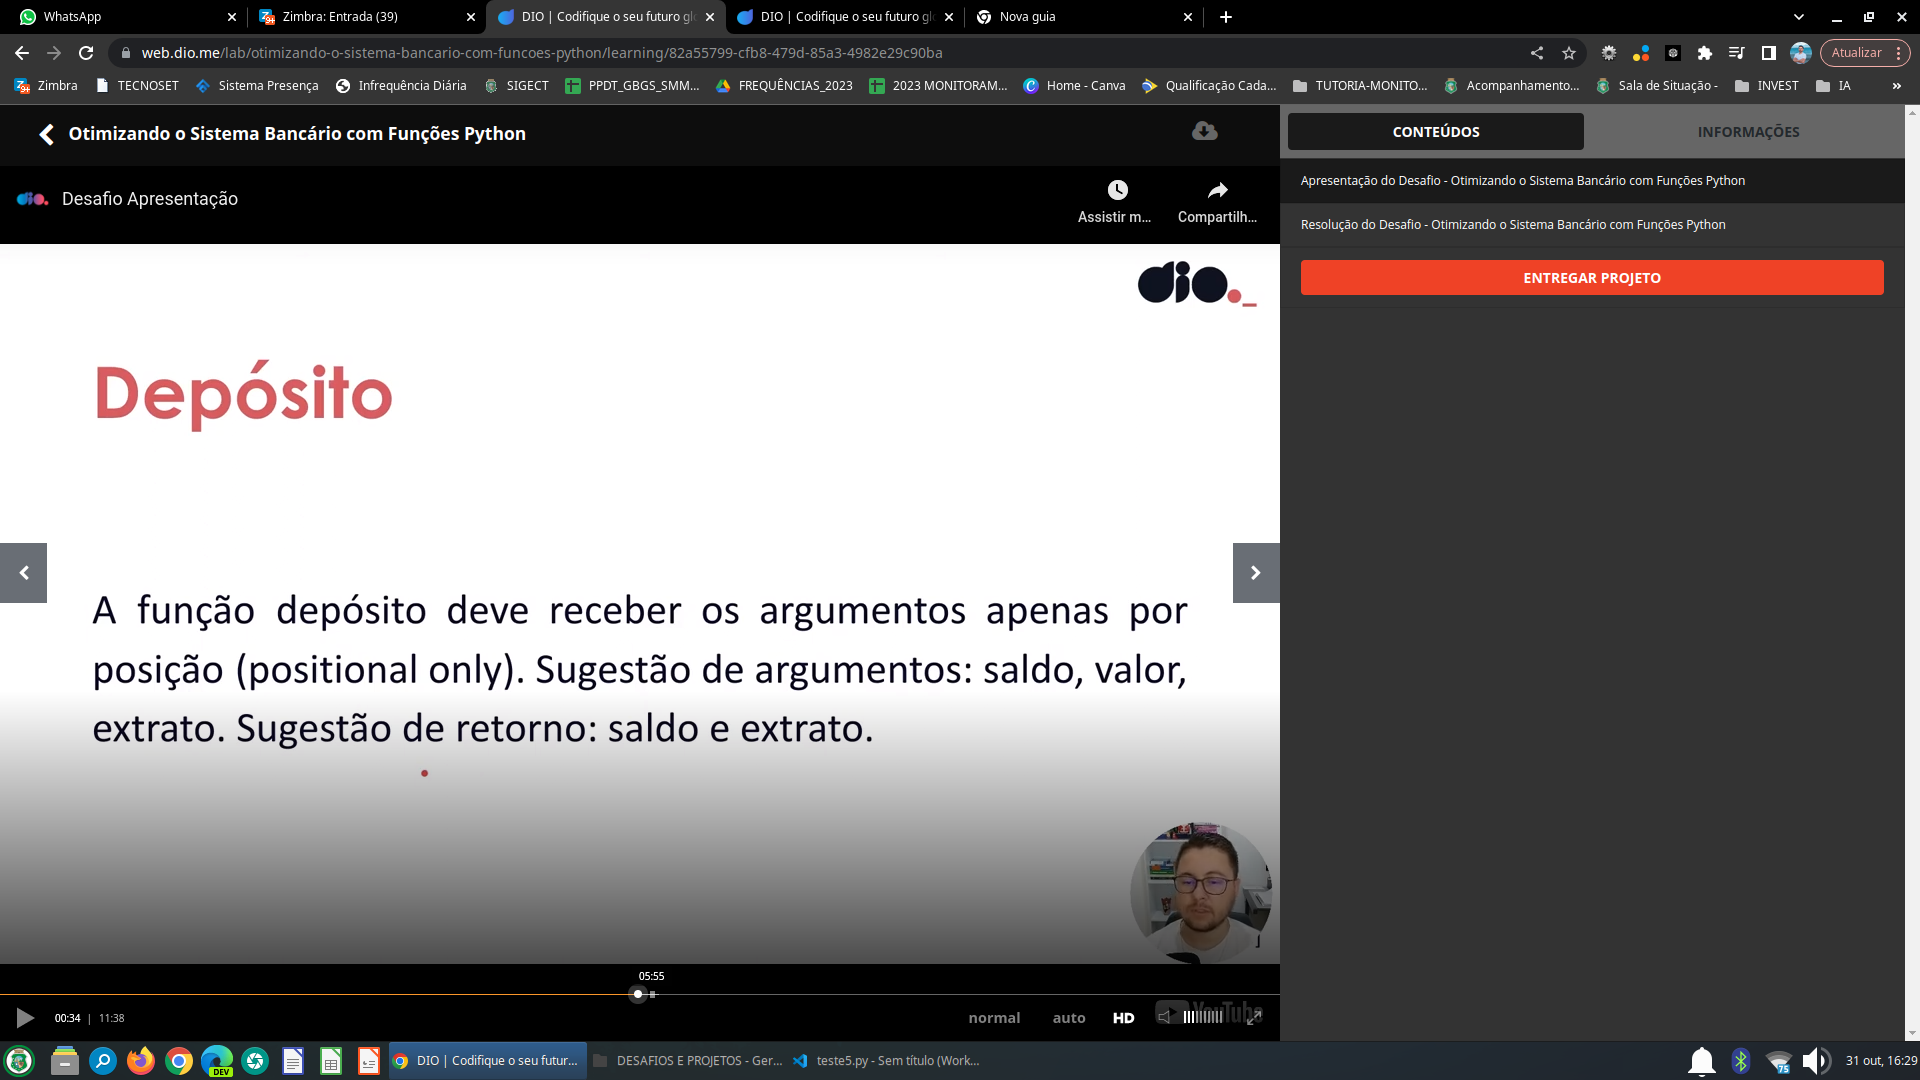 WhatsApp
Zimbra: Entrada (39)
DIO | Codifique o seu futuro glo
DIO | Codifique o seu futuro glo
Nova guia
web.dio.me/lab/otimizando-o-sistema-bancario-com-funcoes-python/learning/82a55799-cfb8-479d-85a3-4982e29c90ba
Atualizar
Zimbra
TECNOSET
Sistema Presença
Infrequência Diária
SIGECT
PPDT_GBGS_SMM...
FREQUÊNCIAS_2023
2023 MONITORAM...
Home - Canva
Qualificação Cada...
TUTORIA-MONITO...
Acompanhamento...
Sala de Situação -
INVEST
IA
»
Otimizando o Sistema Bancário com Funções Python
CONTEÚDOS
INFORMAÇÕES
Apresentação do Desafio - Otimizando o Sistema Bancário com Funções Python
Resolução do Desafio - Otimizando o Sistema Bancário com Funções Python
ENTREGAR PROJETO
dio.
Desafio Apresentação
Assistir m...
Compartilh...
dio._
Depósito
A função depósito deve receber os argumentos apenas por
posição (positional only). Sugestão de argumentos: saldo, valor,
extrato. Sugestão de retorno: saldo e extrato.
05:55
00:34 | 11:38
normal
auto
HD
YouTube
DEV
DIO | Codifique o seu futur...
DESAFIOS E PROJETOS - Ger...
teste5.py - Sem título (Work...
75
31 out, 16:29